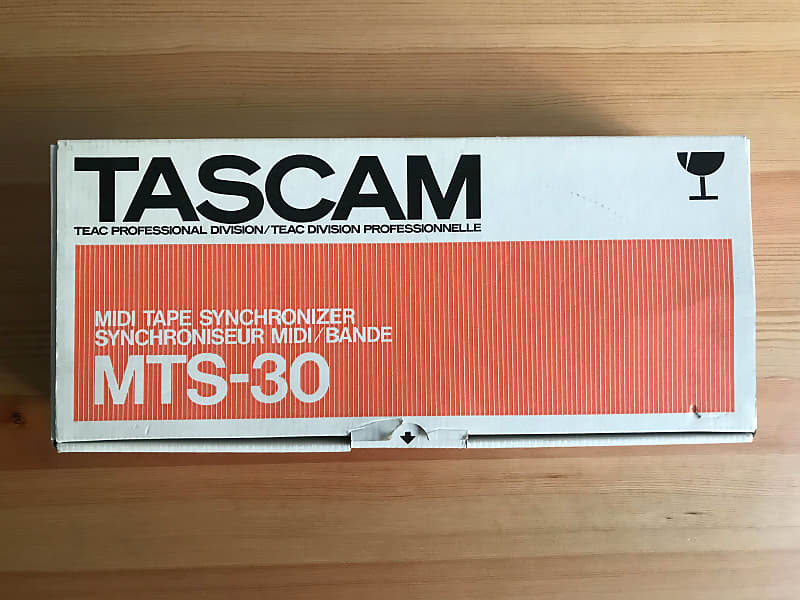 TASCAM
TEAC PROFESSIONAL DIVISION/TEAC DIVISION PROFESSIONNELLE
MIDI TAPE SYNCHRONIZER
SYNCHRONISEUR MIDI/BANDE
MTS-30